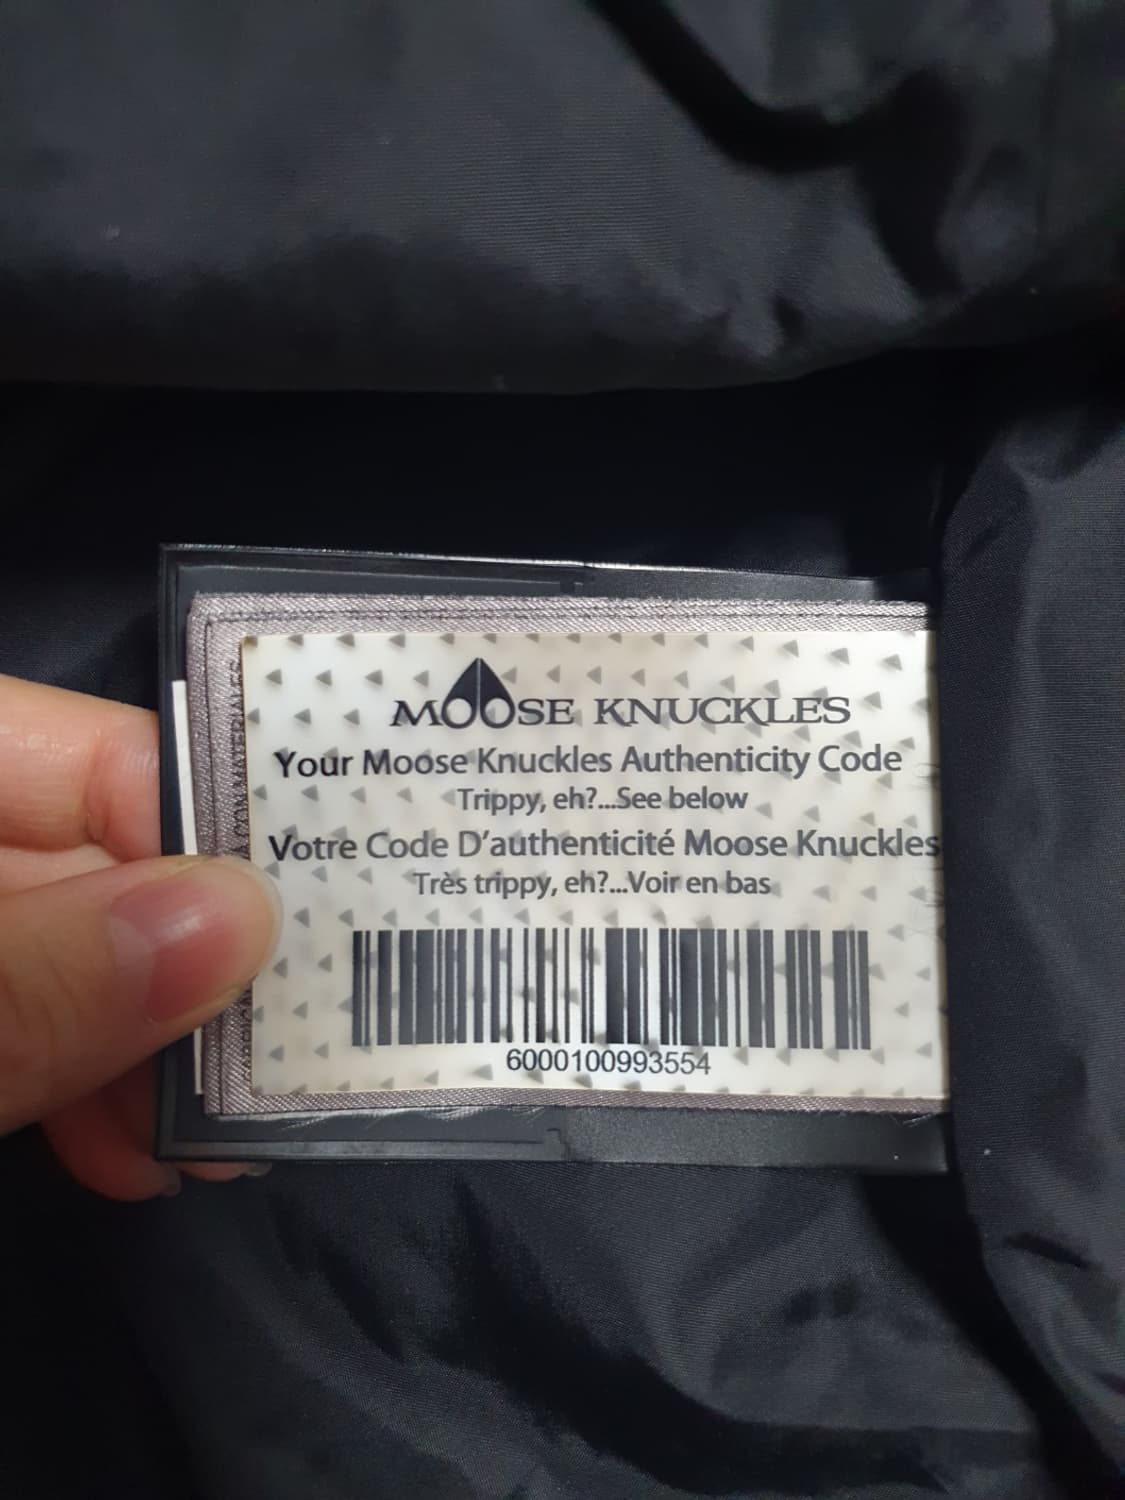 MOOSE KNUCKLES
Your Moose Knuckles Authenticity Code
Trippy, eh?...See below
Votre Code D'authenticité Moose Knuckles
Très trippy, eh?...Voir en bas
6000100993554